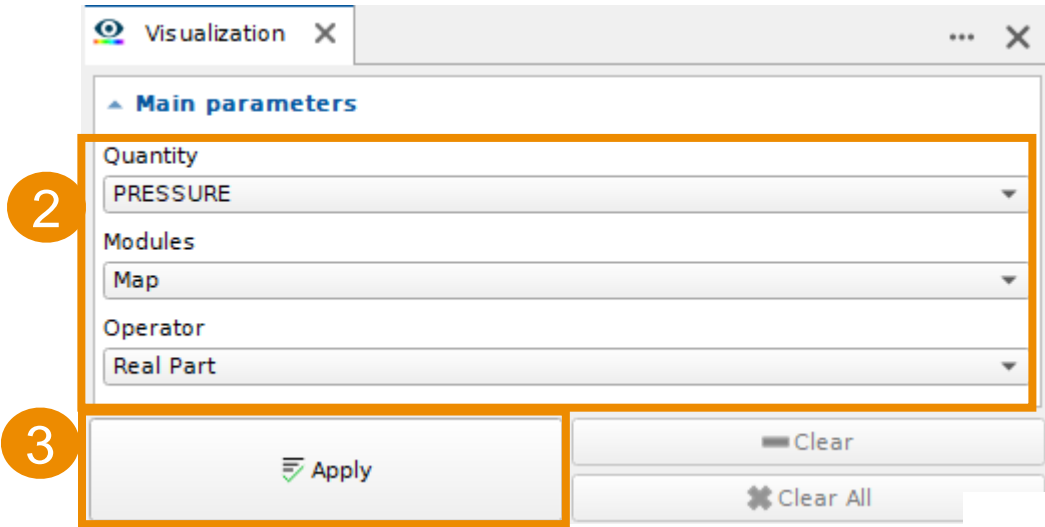 Visualization
Main parameters
Quantity
2
PRESSURE
Modules
Map
Operator
Real Part
3
Apply
Clear
Clear All